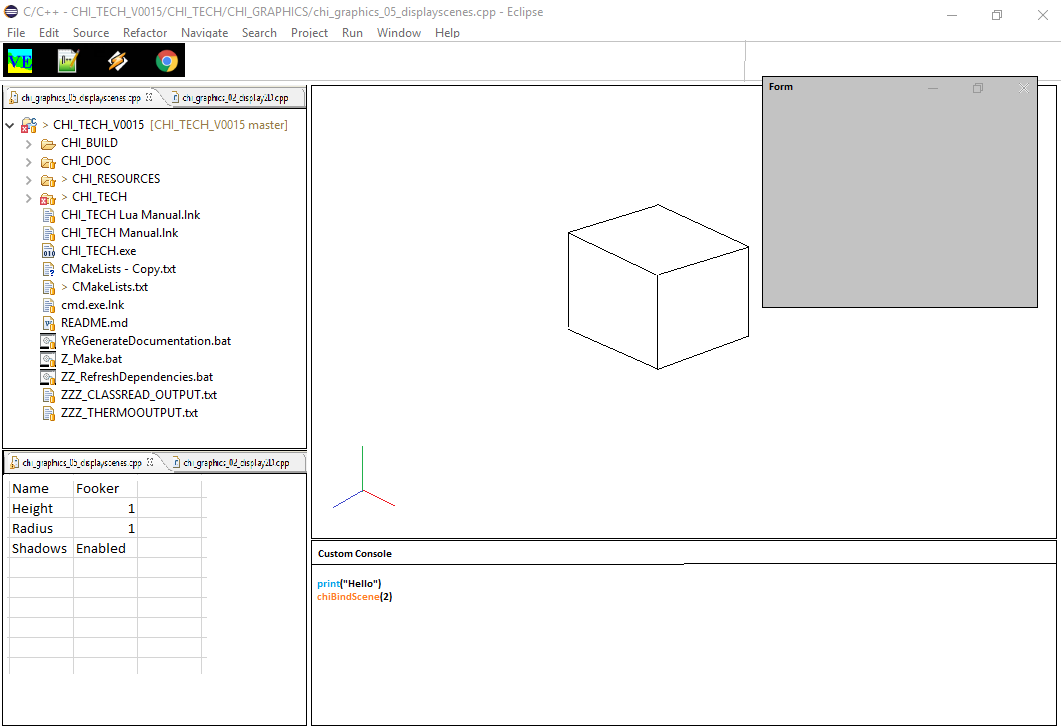 C/C++ - CHI_TECH_V0015/CHI_TECH/CHI_GRAPHICS/chi_graphics_05_displayscenes.cpp - Eclipse
File Edit Source Refactor Navigate Search Project Run Window Help
VE
chi_graphics_05_displayscenes.cpp chi_graphics_02_display2D.cpp
> CHI_TECH_V0015 [CHI_TECH_V0015 master]
CHI_BUILD
CHI_DOC
> CHI_RESOURCES
> CHI_TECH
CHI_TECH Lua Manual.lnk
CHI_TECH Manual.lnk
CHI_TECH.exe
CMakeLists - Copy.txt
> CMakeLists.txt
cmd.exe.lnk
README.md
YReGenerateDocumentation.bat
Z_Make.bat
ZZ_RefreshDependencies.bat
ZZZ_CLASSREAD_OUTPUT.txt
ZZZ_THERMOOUTPUT.txt
chi_graphics_05_displayscenes.cpp chi_graphics_02_display2D.cpp
Name Fooker
Height 1
Radius 1
Shadows Enabled
Form
Custom Console
print("Hello")
chiBindScene(2)